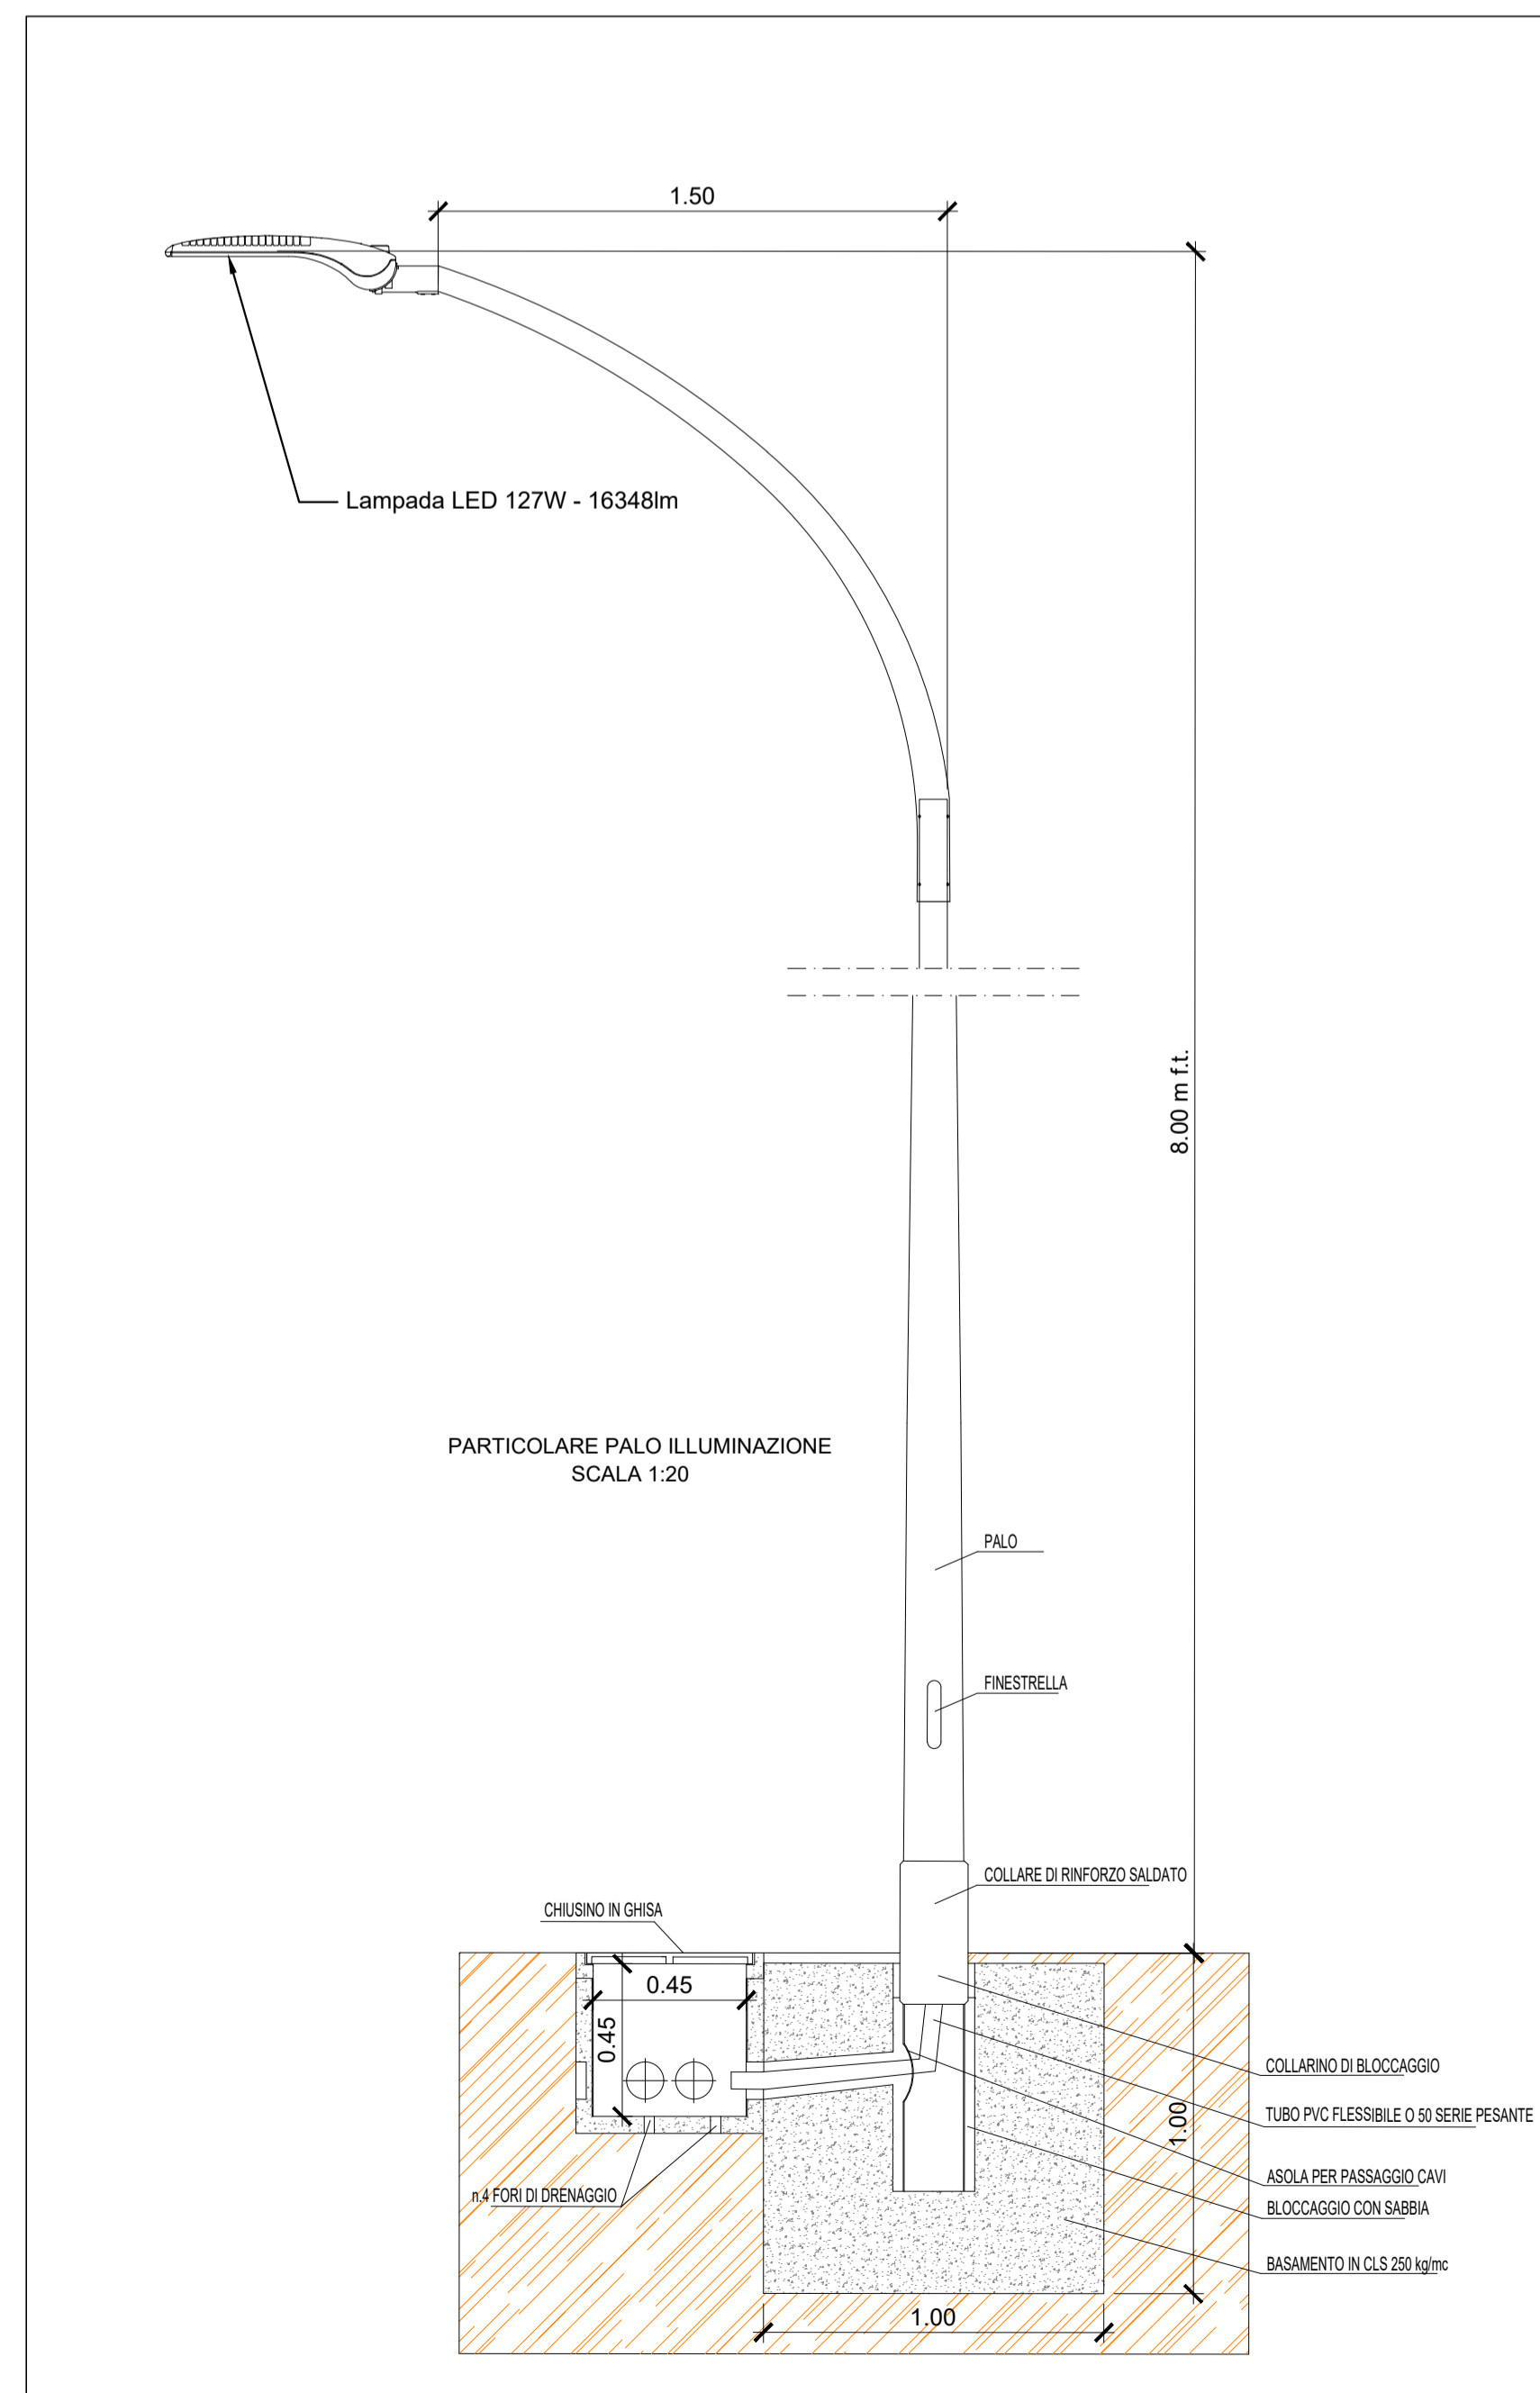 1.50
Lampada LED 127W - 16348lm
8.00 m f.t.
PARTICOLARE PALO ILLUMINAZIONE
SCALA 1:20
PALO
FINESTRELLA
COLLARE DI RINFORZO SALDATO
CHIUSINO IN GHISA
0.45
0.45
COLLARINO DI BLOCCAGGIO
TUBO PVC FLESSIBILE O 50 SERIE PESANTE
1.00
ASOLA PER PASSAGGIO CAVI
n.4 FORI DI DRENAGGIO
BLOCCAGGIO CON SABBIA
BASAMENTO IN CLS 250 kg/mc
1.00